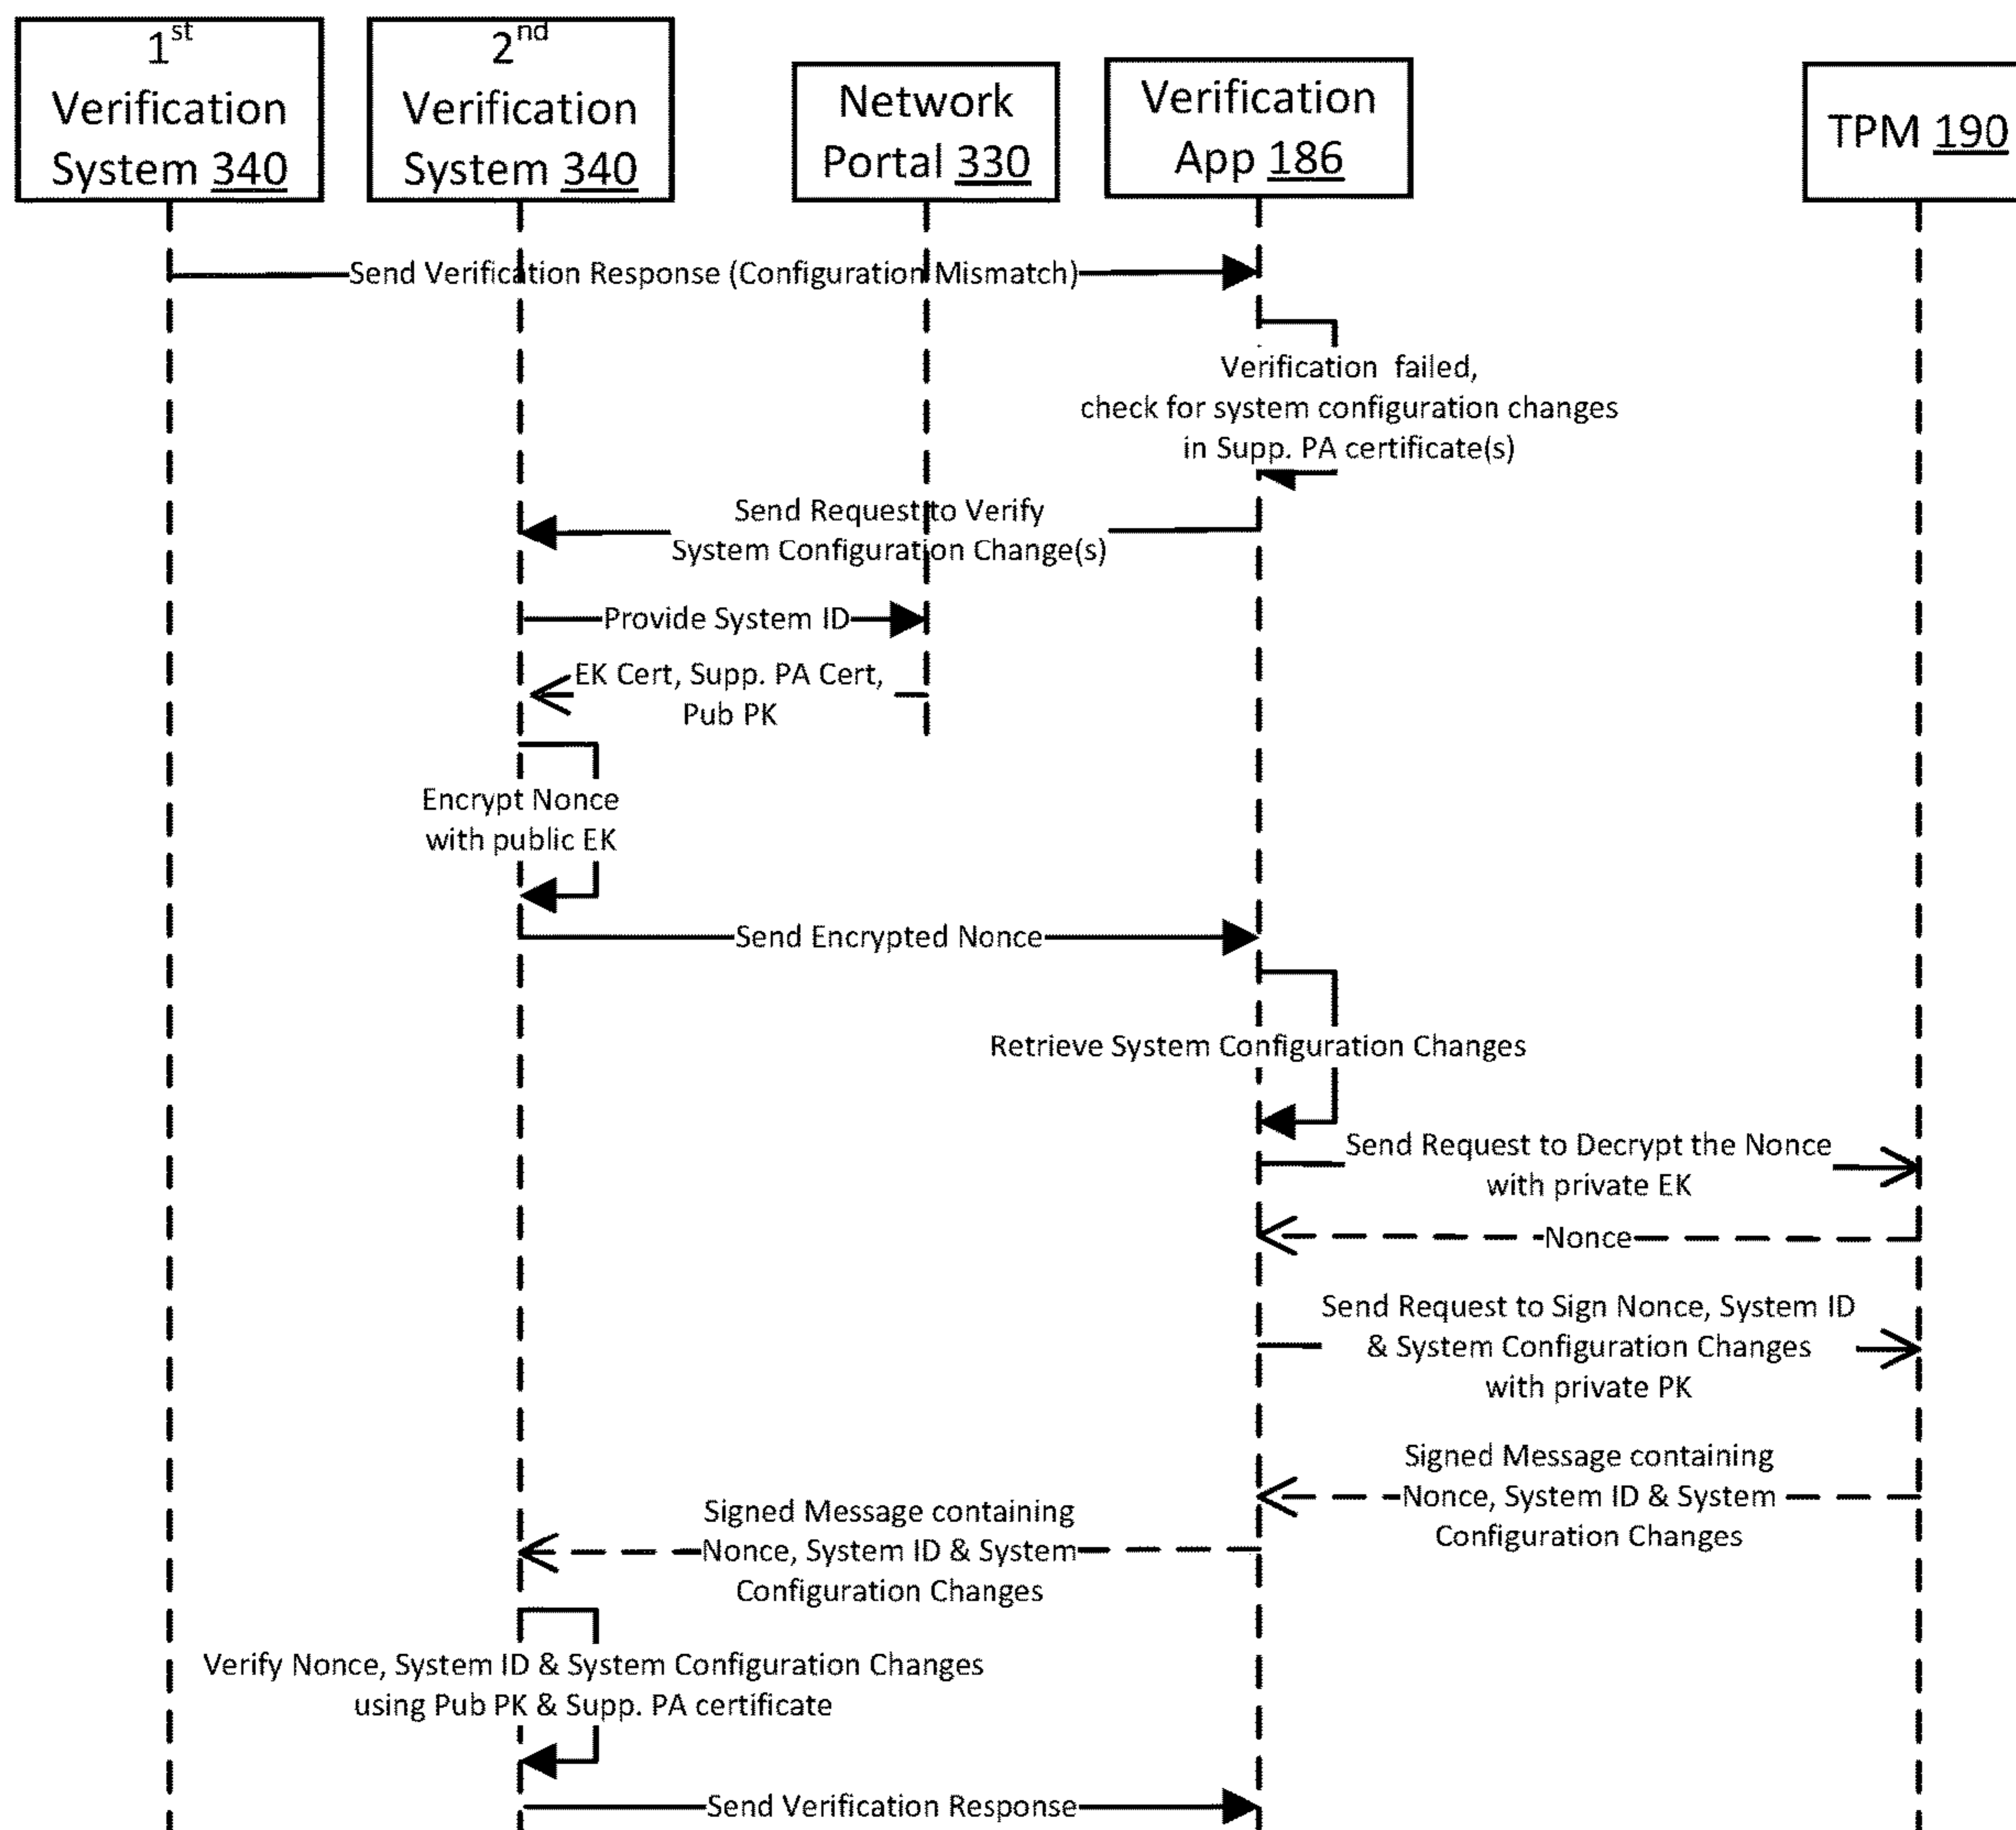 1st
Verification
System 340
2nd
Verification
System 340
Network
Portal 330
Verification
App 186
TPM 190
Send Verification Response (Configuration Mismatch)
Verification failed,
check for system configuration changes
in Supp. PA certificate(s)
Send Request to Verify
System Configuration Change(s)
Provide System ID
EK Cert, Supp. PA Cert,
Pub PK
Encrypt Nonce
with public EK
Send Encrypted Nonce
Retrieve System Configuration Changes
Send Request to Decrypt the Nonce
with private EK
Nonce
Send Request to Sign Nonce, System ID
& System Configuration Changes
with private PK
Signed Message containing
Nonce, System ID & System
Configuration Changes
Signed Message containing
Nonce, System ID & System
Configuration Changes
Verify Nonce, System ID & System Configuration Changes
using Pub PK & Supp. PA certificate
Send Verification Response